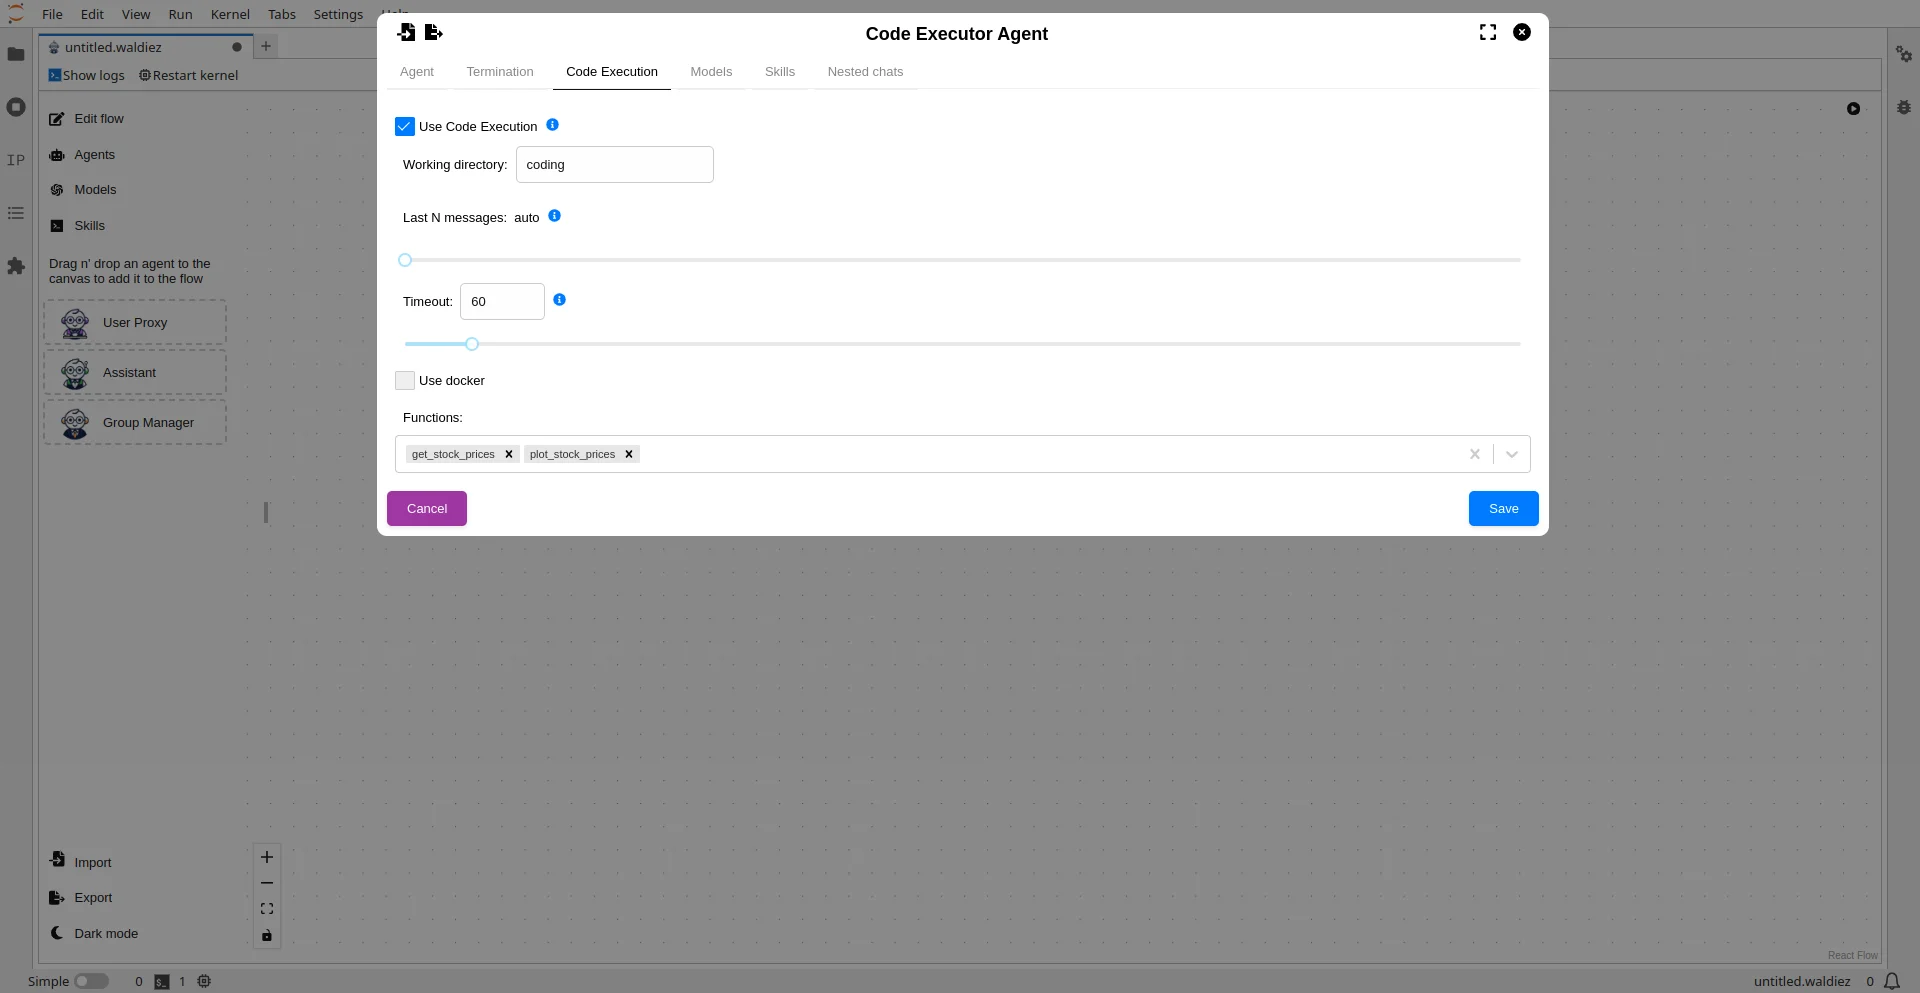 File Edit View Run Kernel Tabs Settings Help
untitled.waldiez
Show logs Restart kernel
IP
Edit flow
Agents
Models
Skills
Drag n' drop an agent to the
canvas to add it to the flow
User Proxy
Assistant
Group Manager
Import
Export
Dark mode
Code Executor Agent
Agent Termination Code Execution Models Skills Nested chats
Use Code Execution
Working directory: coding
Last N messages: auto
Timeout: 60
Use docker
Functions:
get_stock_prices plot_stock_prices
Cancel Save
React Flow
Simple 0 1 untitled.waldiez 0